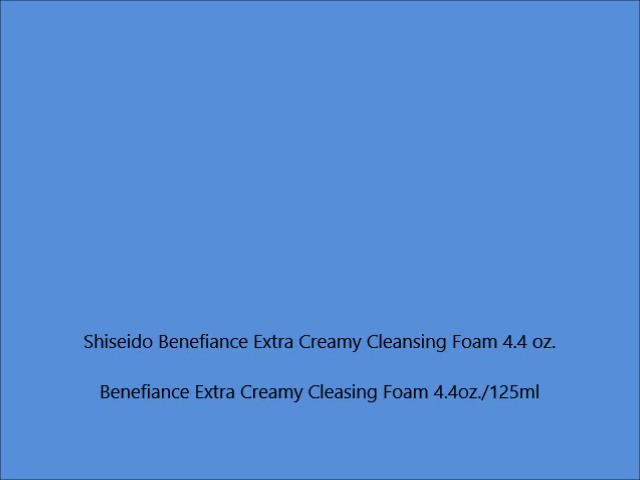 Shiseido Benefiance Extra Creamy Cleansing Foam 4.4 oz.
Benefiance Extra Creamy Cleasing Foam 4.4oz./125ml